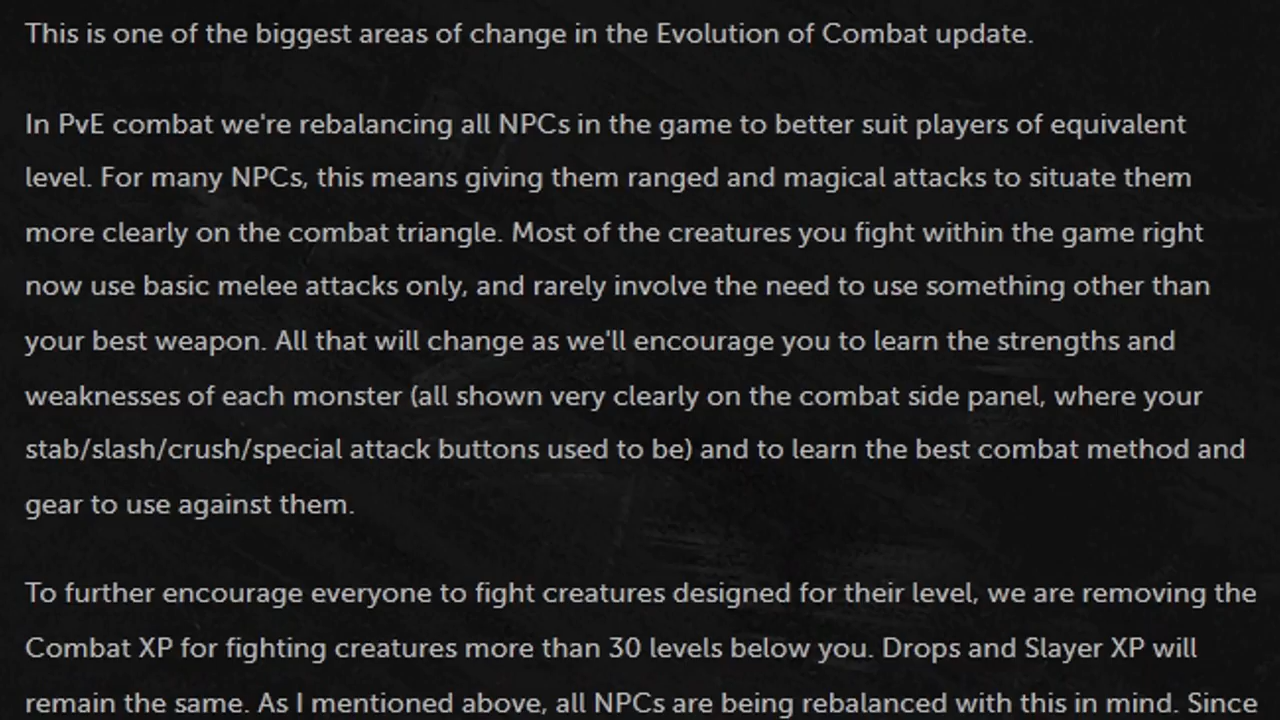 This is one of the biggest areas of change in the Evolution of Combat update.
In PvE combat we're rebalancing all NPCs in the game to better suit players of equivalent
level. For many NPCs, this means giving them ranged and magical attacks to situate them
more clearly on the combat triangle. Most of the creatures you fight within the game right
now use basic melee attacks only, and rarely involve the need to use something other than
your best weapon. All that will change as we'll encourage you to learn the strengths and
weaknesses of each monster (all shown very clearly on the combat side panel, where your
stab/slash/crush/special attack buttons used to be) and to learn the best combat method and
gear to use against them.
To further encourage everyone to fight creatures designed for their level, we are removing the
Combat XP for fighting creatures more than 30 levels below you. Drops and Slayer XP will
remain the same. As I mentioned above, all NPCs are being rebalanced with this in mind. Since